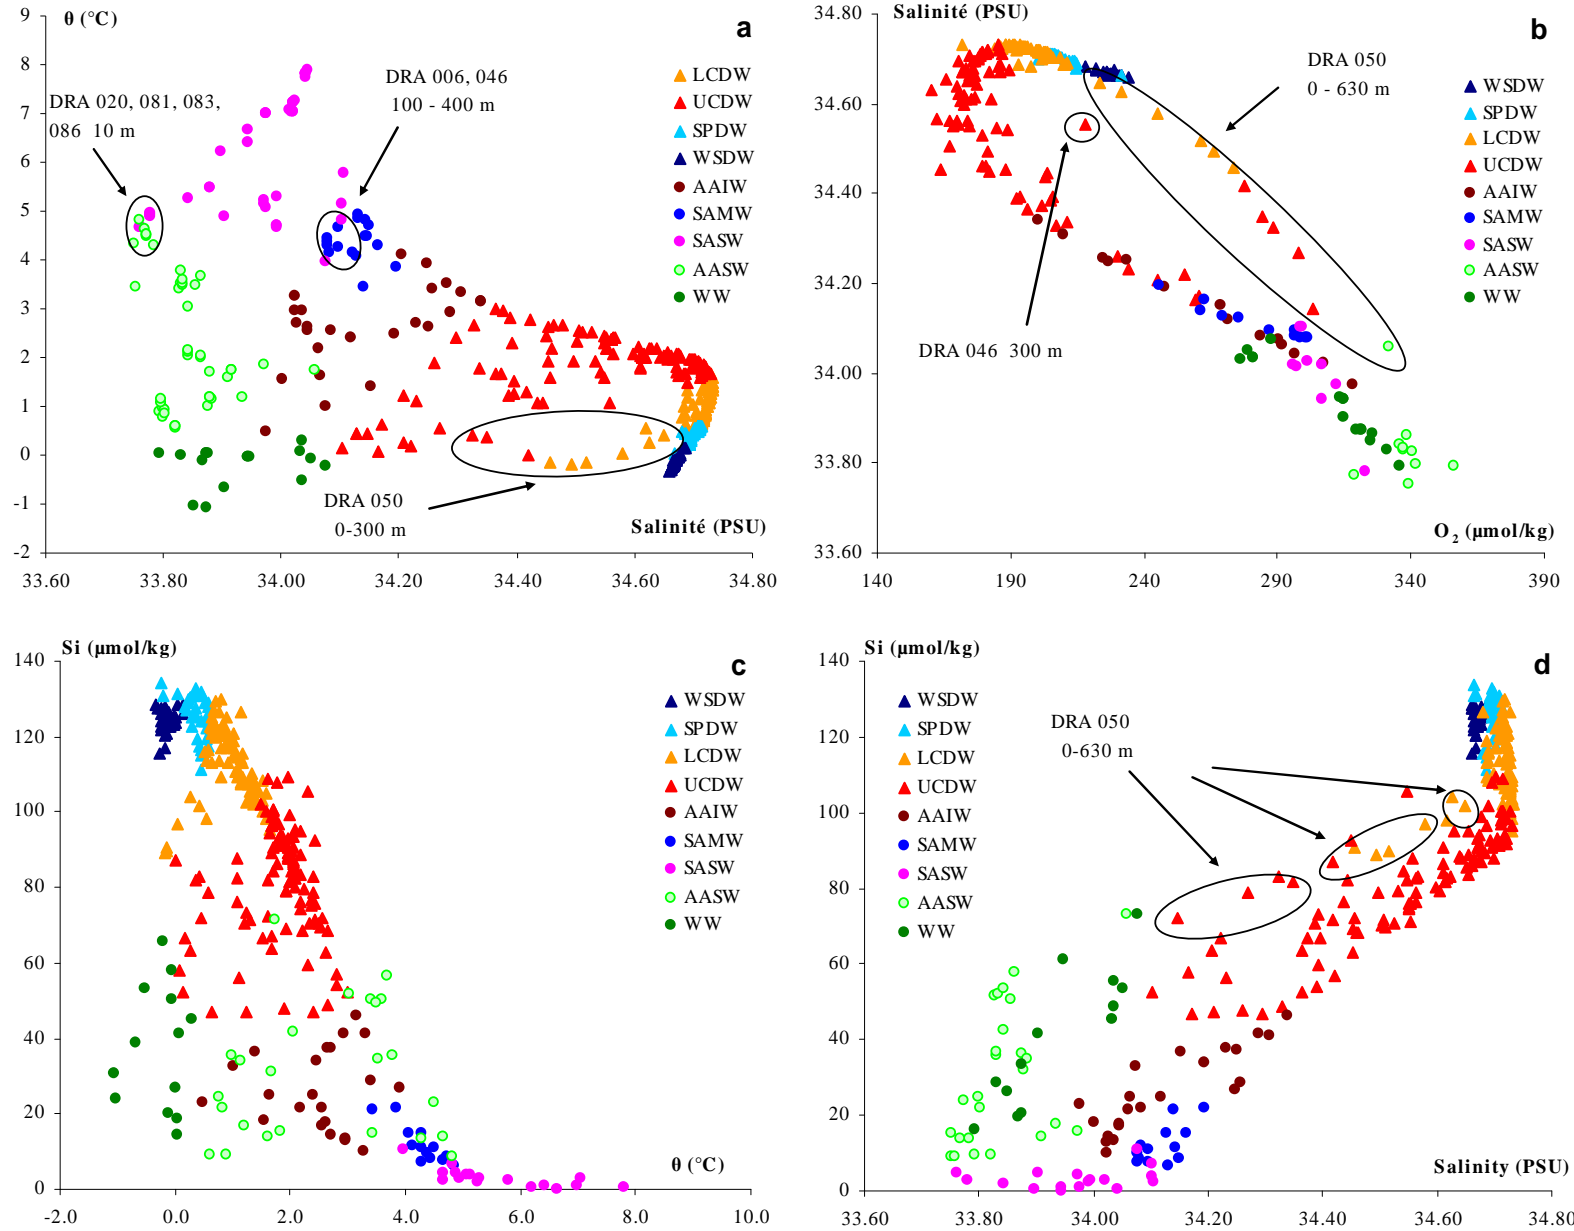 θ (°C)
a
9
8
7
6
5
4
3
2
1
0
-1
-2
33.60
33.80
34.00
34.20
34.40
34.60
34.80
Salinité (PSU)
DRA 020, 081, 083,
086 10 m
DRA 006, 046
100 - 400 m
DRA 050
0-300 m
LCDW
UCDW
SPDW
WSDW
AAIW
SAMW
SASW
AASW
WW
Salinité (PSU)
b
34.80
34.60
34.40
34.20
34.00
33.80
33.60
140
190
240
290
340
390
O2 (µmol/kg)
DRA 050
0 - 630 m
DRA 046 300 m
WSDW
SPDW
LCDW
UCDW
AAIW
SAMW
SASW
AASW
WW
Si (µmol/kg)
c
140
120
100
80
60
40
20
0
-2.0
0.0
2.0
4.0
6.0
8.0
10.0
θ (°C)
WSDW
SPDW
LCDW
UCDW
AAIW
SAMW
SASW
AASW
WW
Si (µmol/kg)
d
140
120
100
80
60
40
20
0
33.60
33.80
34.00
34.20
34.40
34.60
34.80
Salinity (PSU)
DRA 050
0-630 m
WSDW
SPDW
LCDW
UCDW
AAIW
SAMW
SASW
AASW
WW